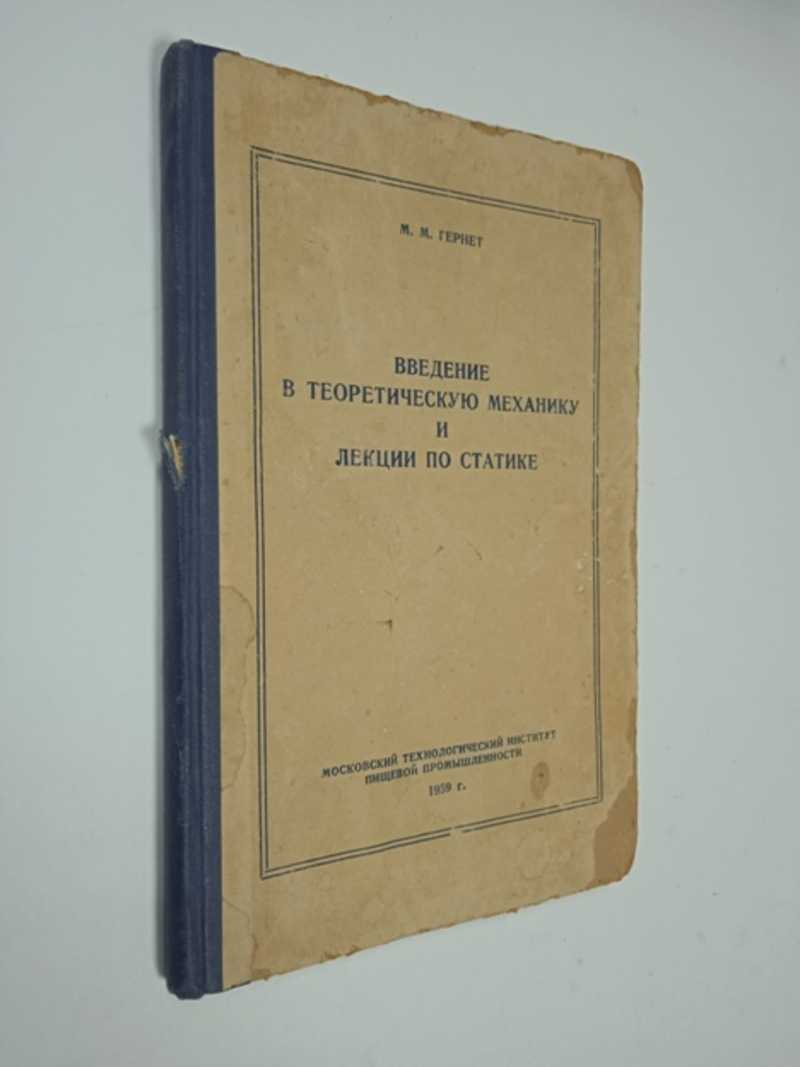 М. М. ГЕРНЕТ
ВВЕДЕНИЕ
В ТЕОРЕТИЧЕСКУЮ МЕХАНИКУ
И
ЛЕКЦИИ ПО СТАТИКЕ
МОСКОВСКИЙ ТЕХНОЛОГИЧЕСКИЙ ИНСТИТУТ
ПИЩЕВОЙ ПРОМЫШЛЕННОСТИ
1959 г.